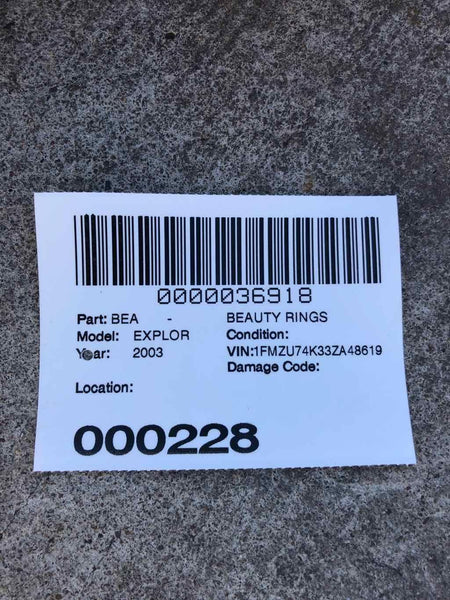 0000036918
Part: BEA - BEAUTY RINGS
Model: EXPLOR Condition:
Year: 2003 VIN:1FMZU74K33ZA48619
Damage Code:
Location:
000228